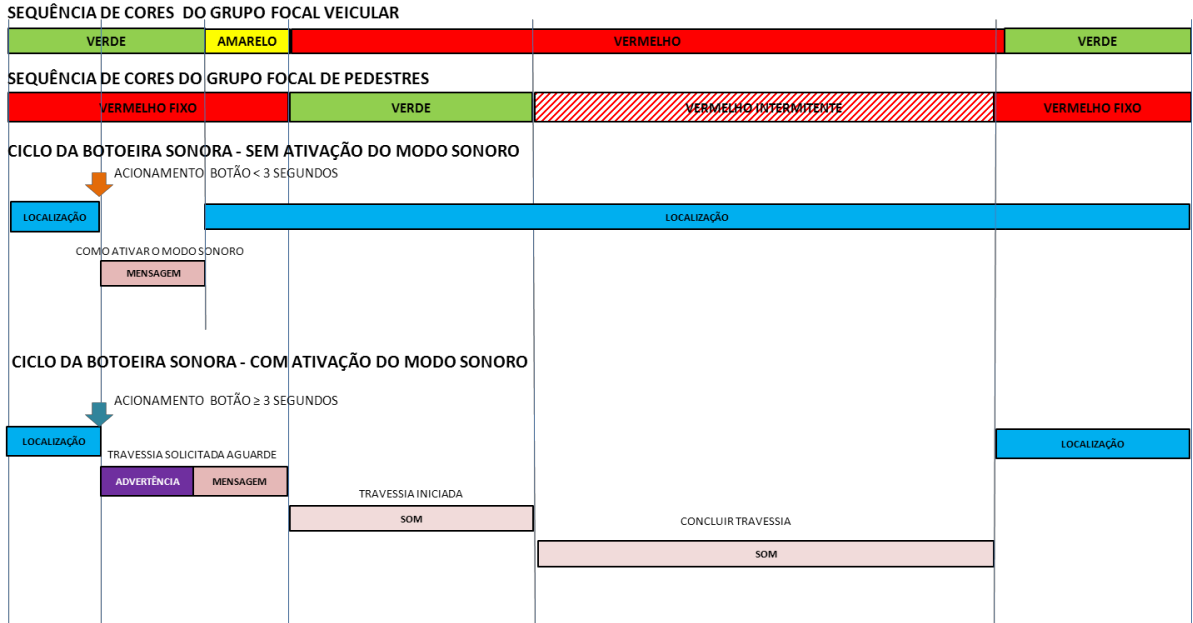 SEQUÊNCIA DE CORES DO GRUPO FOCAL VEICULAR
VERDE AMARELO VERMELHO VERDE
SEQUÊNCIA DE CORES DO GRUPO FOCAL DE PEDESTRES
VERMELHO FIXO VERDE VERMELHO INTERMITENTE VERMELHO FIXO
CICLO DA BOTOEIRA SONORA - SEM ATIVAÇÃO DO MODO SONORO
ACIONAMENTO BOTÃO < 3 SEGUNDOS
LOCALIZAÇÃO LOCALIZAÇÃO
COMO ATIVAR O MODO SONORO
MENSAGEM
CICLO DA BOTOEIRA SONORA - COM ATIVAÇÃO DO MODO SONORO
ACIONAMENTO BOTÃO ≥ 3 SEGUNDOS
LOCALIZAÇÃO LOCALIZAÇÃO
TRAVESSIA SOLICITADA AGUARDE
ADVERTÊNCIA MENSAGEM
TRAVESSIA INICIADA
SOM
CONCLUIR TRAVESSIA
SOM